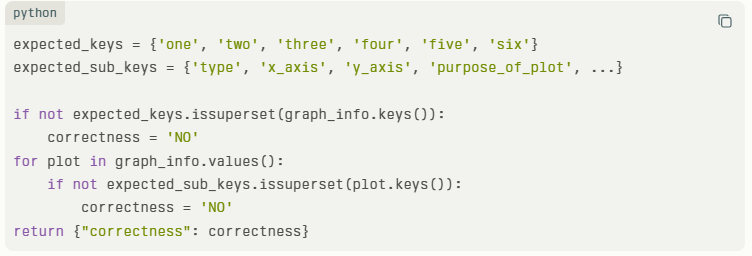 python
expected_keys = {'one', 'two', 'three', 'four', 'five', 'six'}
expected_sub_keys = {'type', 'x_axis', 'y_axis', 'purpose_of_plot', ...}

if not expected_keys.issuperset(graph_info.keys()):
    correctness = 'NO'
for plot in graph_info.values():
    if not expected_sub_keys.issuperset(plot.keys()):
        correctness = 'NO'
return {"correctness": correctness}